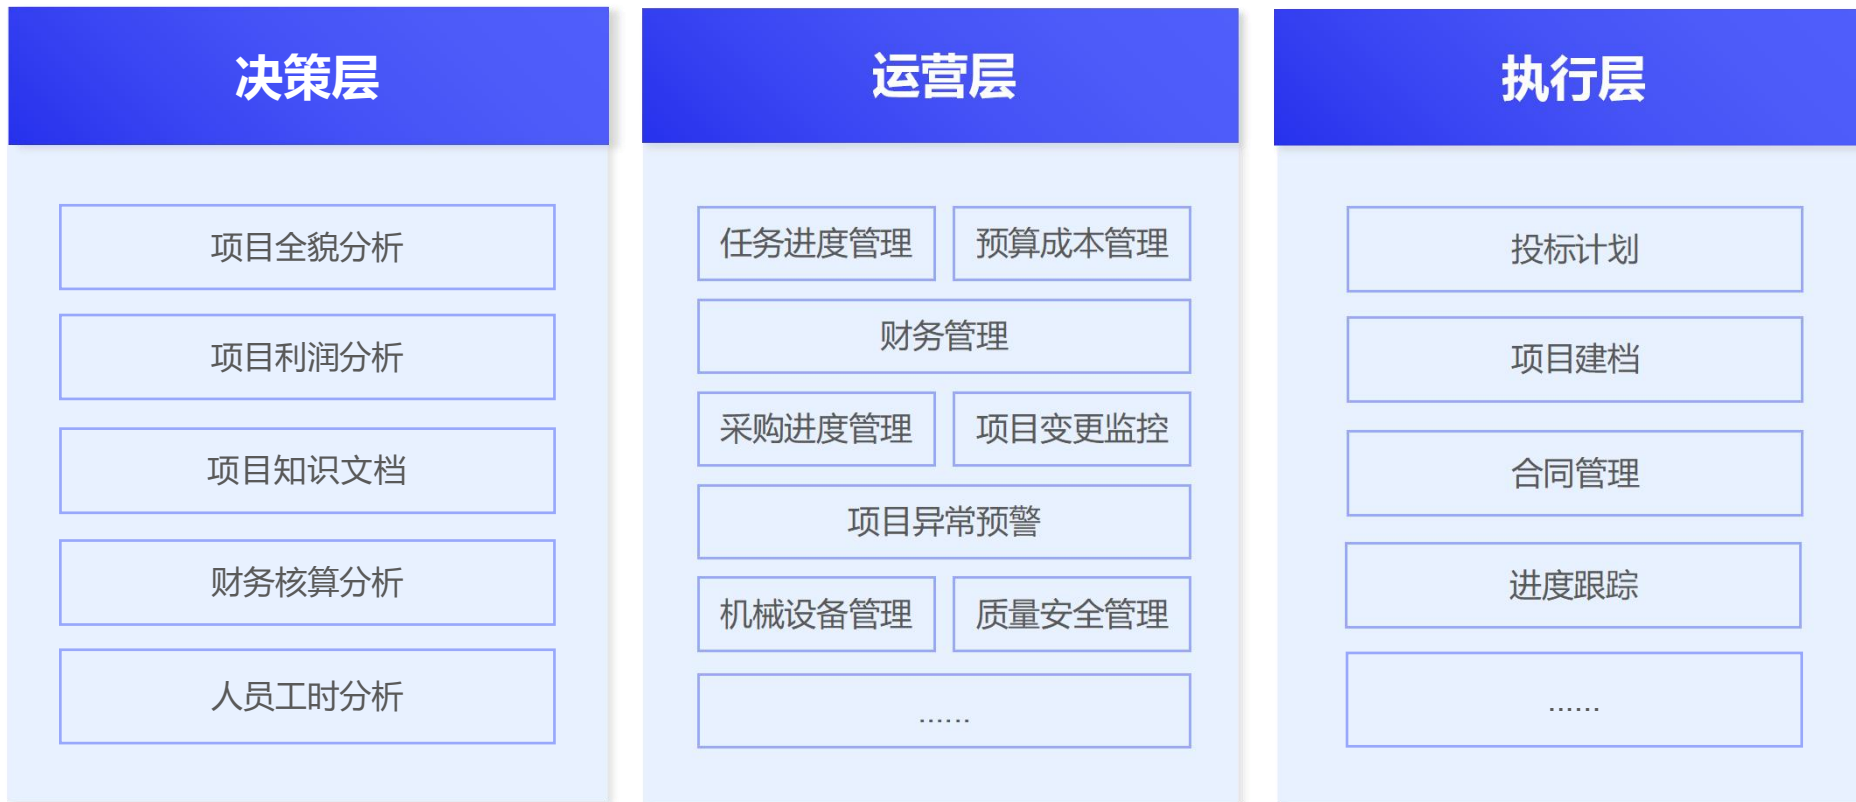 决策层
项目全貌分析
项目利润分析
项目知识文档
财务核算分析
人员工时分析
运营层
任务进度管理 预算成本管理
财务管理
采购进度管理 项目变更监控
项目异常预警
机械设备管理 质量安全管理
......
执行层
投标计划
项目建档
合同管理
进度跟踪
......